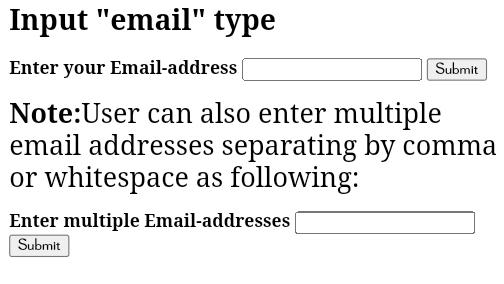 Input "email" type
Enter your Email-address Submit
Note:User can also enter multiple
email addresses separating by comma
or whitespace as following:
Enter multiple Email-addresses
Submit